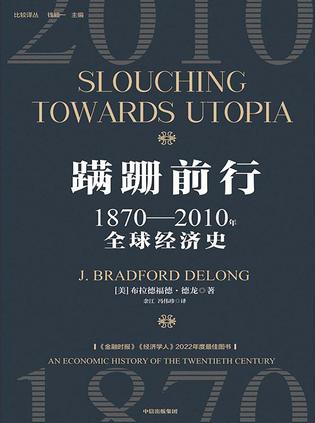 2010
比较译丛 钱颖一 主编
SLOUCHING
TOWARDS UTOPIA
蹒跚前行
1870—2010年
全球经济史
J. BRADFORD DELONG
[美] 布拉德福德·德龙 著
余江 冯伟珍 译
《金融时报》《经济学人》2022年度最佳图书
AN ECONOMIC HISTORY OF THE TWENTIETH CENTURY
1870
中信出版集团